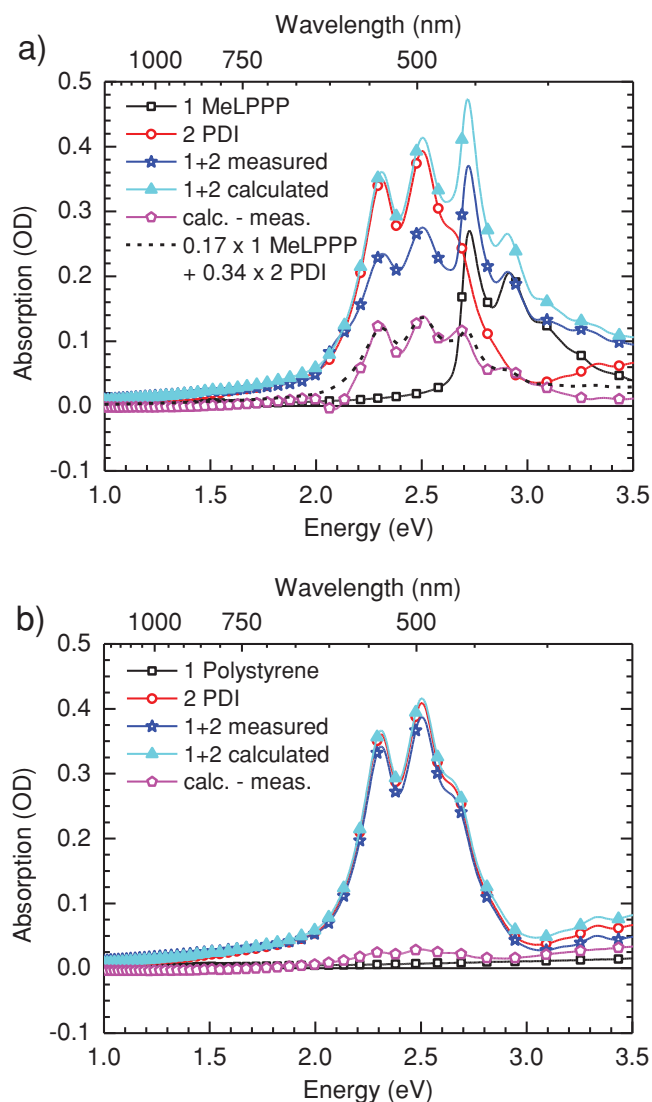 a)
Wavelength (nm)
1000 750 500
0.5
0.4
0.3
0.2
0.1
0.0
-0.1
Absorption (OD)
1 MeLPPP
2 PDI
1+2 measured
1+2 calculated
calc. - meas.
0.17 x 1 MeLPPP
+ 0.34 x 2 PDI
1.0 1.5 2.0 2.5 3.0 3.5
Energy (eV)
b)
Wavelength (nm)
1000 750 500
0.5
0.4
0.3
0.2
0.1
0.0
-0.1
Absorption (OD)
1 Polystyrene
2 PDI
1+2 measured
1+2 calculated
calc. - meas.
1.0 1.5 2.0 2.5 3.0 3.5
Energy (eV)